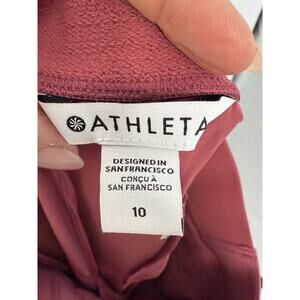 ATHLETA
DESIGNED IN
SAN FRANCISCO
CONÇU À
SAN FRANCISCO
10